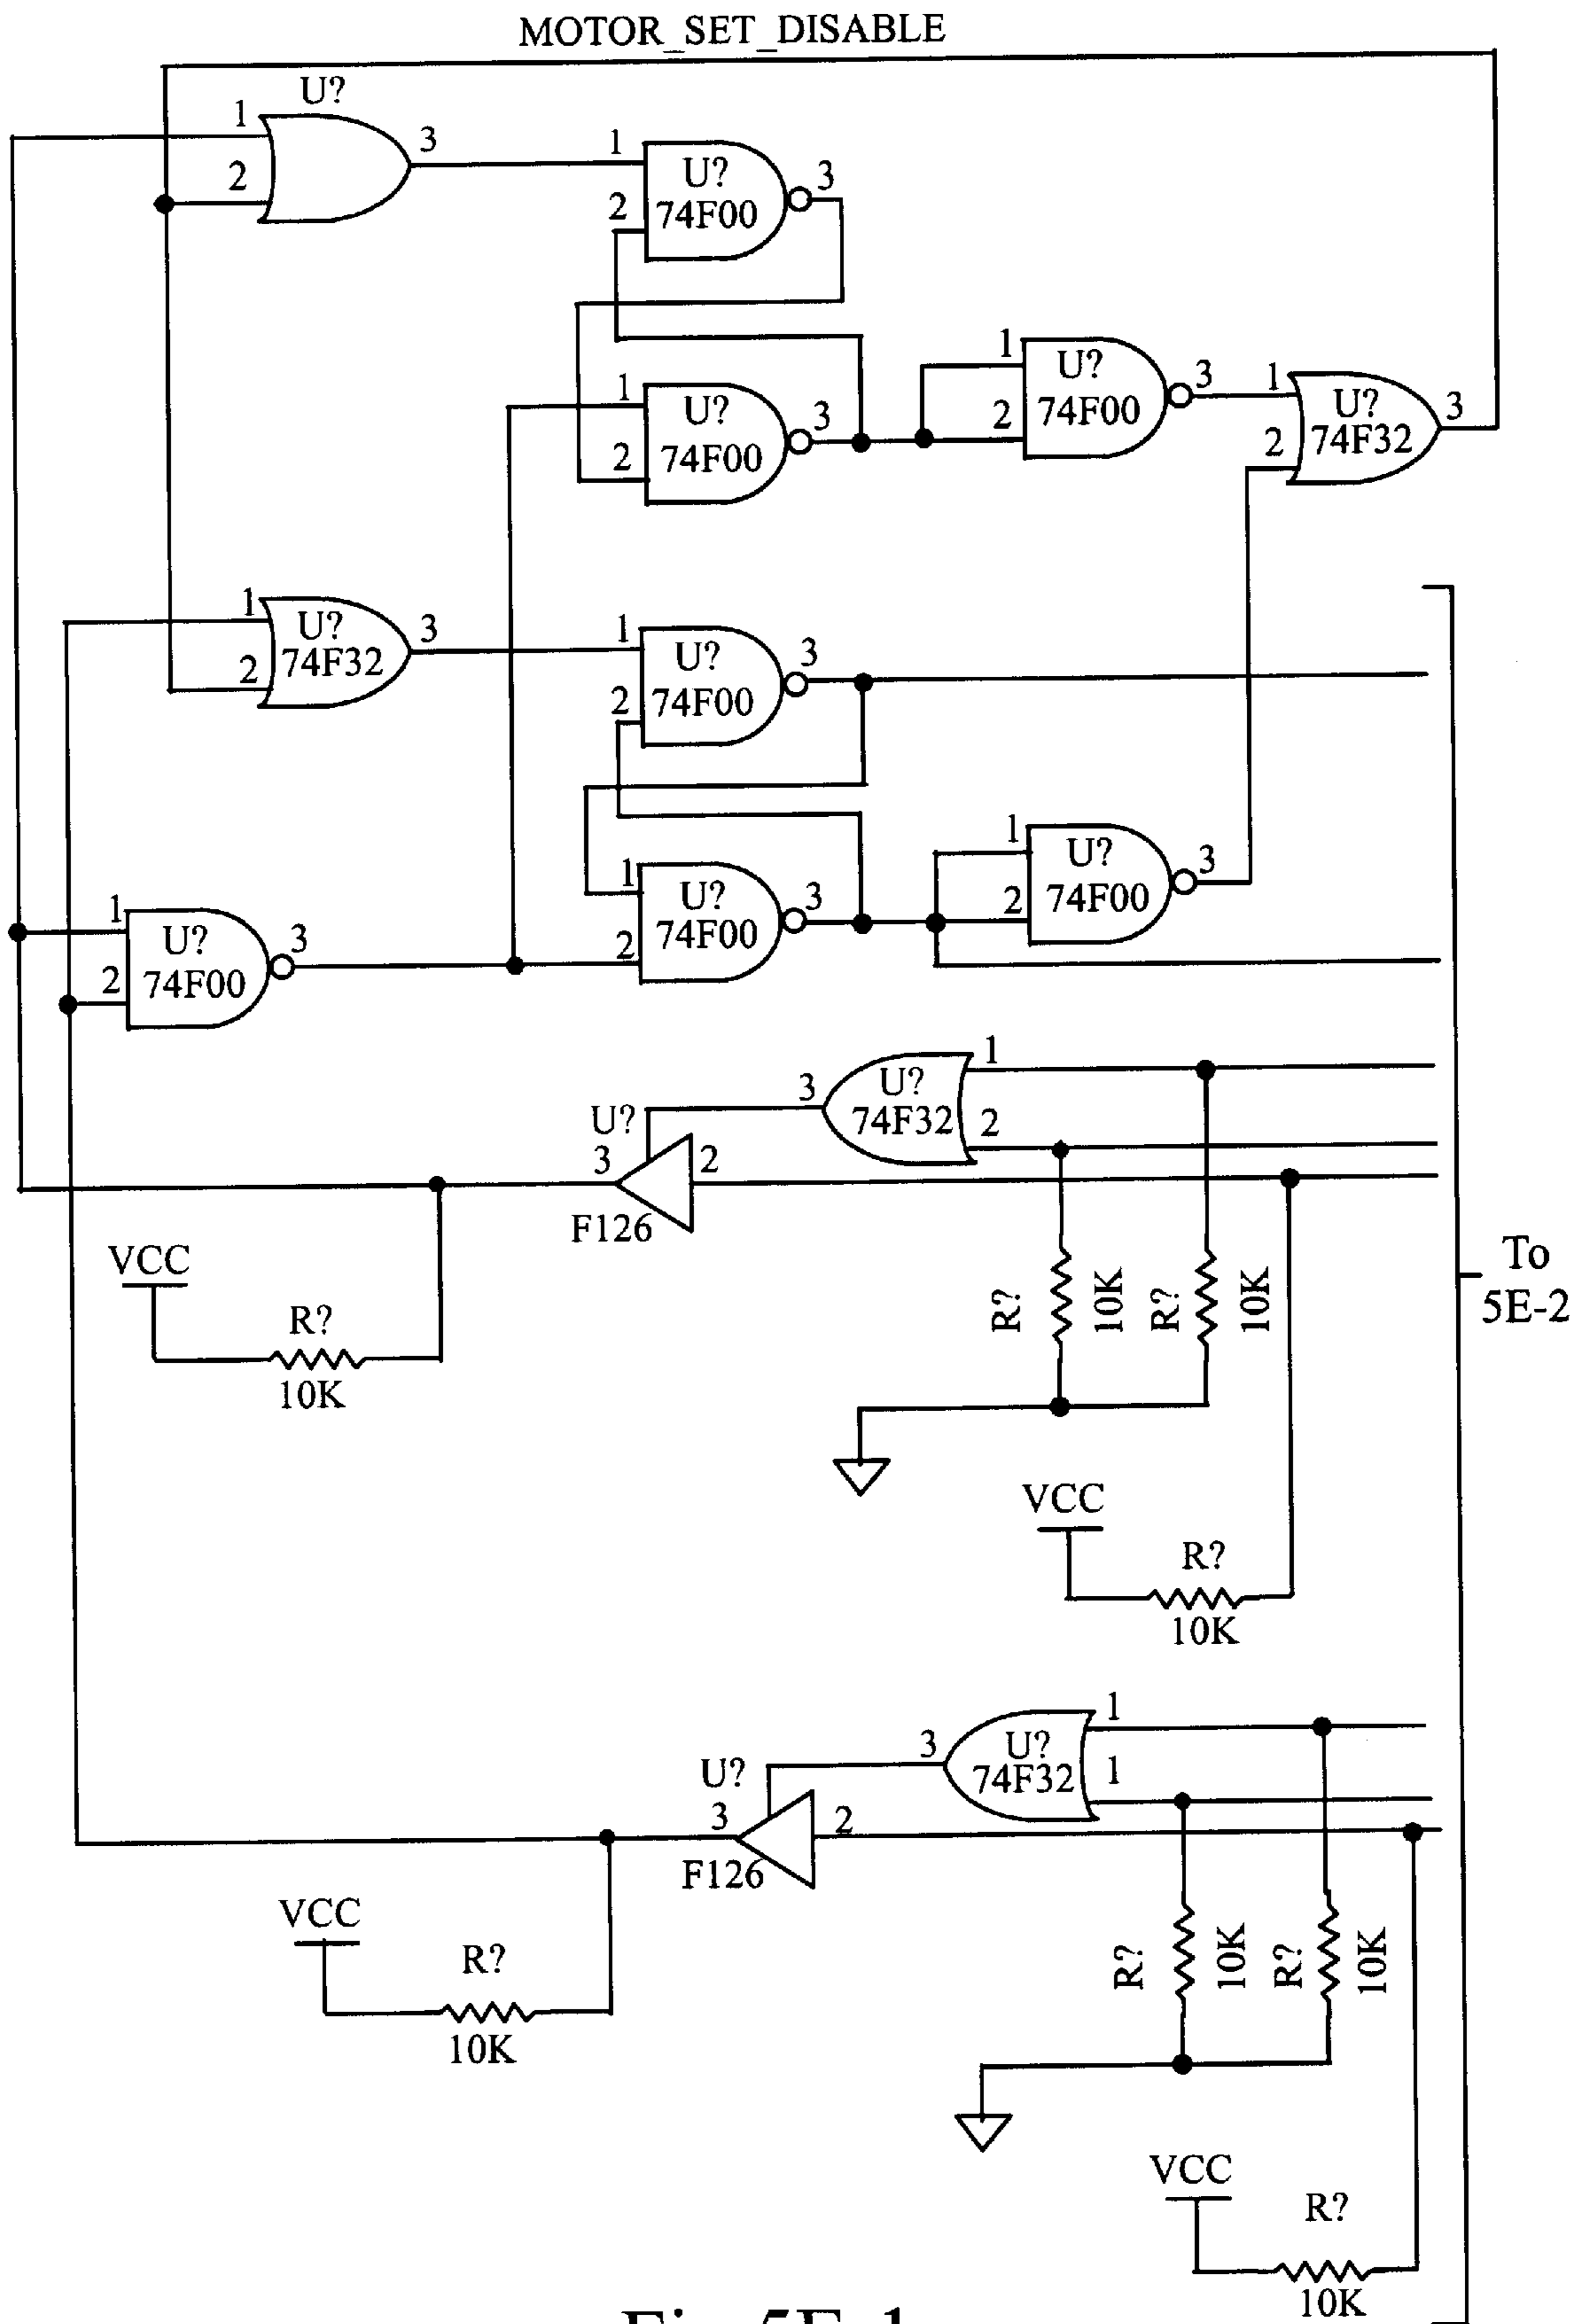 MOTOR_SET_DISABLE
U?
1
2
3
1
2
U?
74F00
3
1
2
U?
74F00
3
1
2
U?
74F00
3
1
2
U?
74F32
3
1
2
U?
74F32
3
1
2
U?
74F00
3
1
2
U?
74F00
3
1
2
U?
74F00
3
1
2
U?
74F00
3
1
2
U?
74F32
3
U?
3
2
F126
VCC
R?
10K
R?
10K
R?
10K
To
5E-2
VCC
R?
10K
1
1
U?
74F32
3
U?
3
2
F126
VCC
R?
10K
R?
10K
R?
10K
VCC
R?
10K